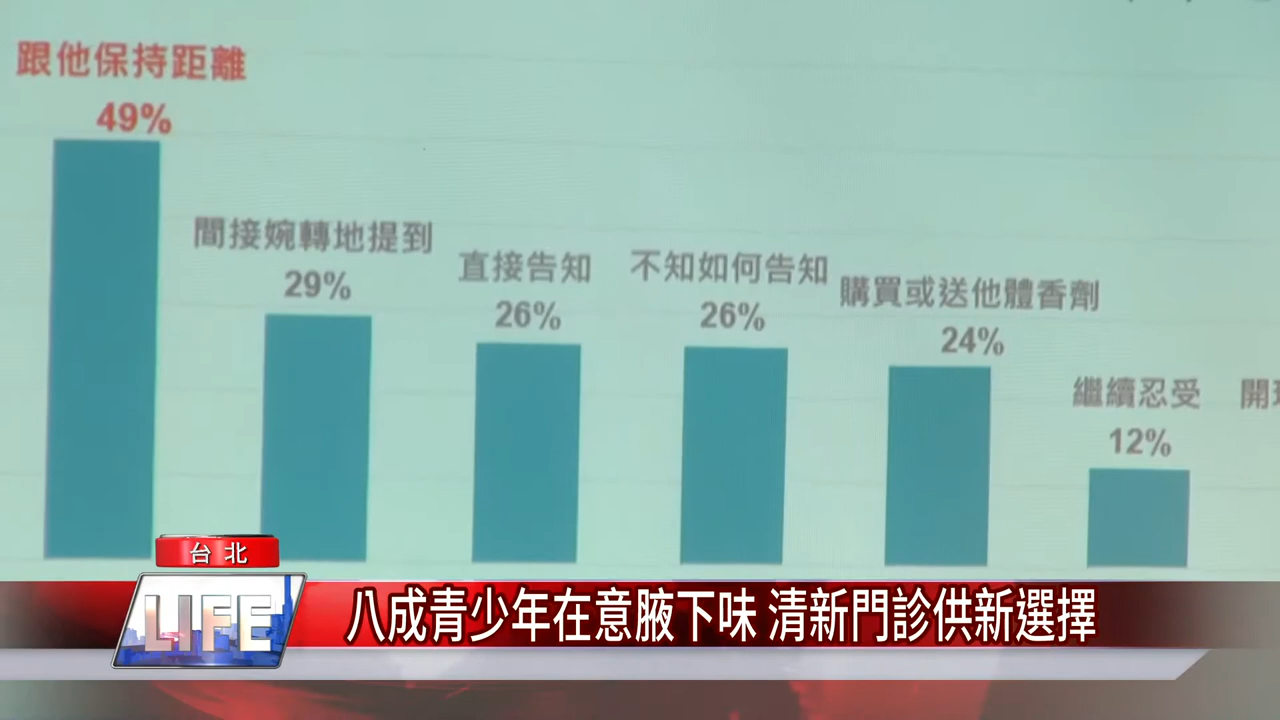 跟他保持距離
49%
間接婉轉地提到
29%
直接告知
26%
不知如何告知
26%
購買或送他體香劑
24%
繼續忍受
12%
開
台北
LIFE
八成青少年在意腋下味 清新門診供新選擇